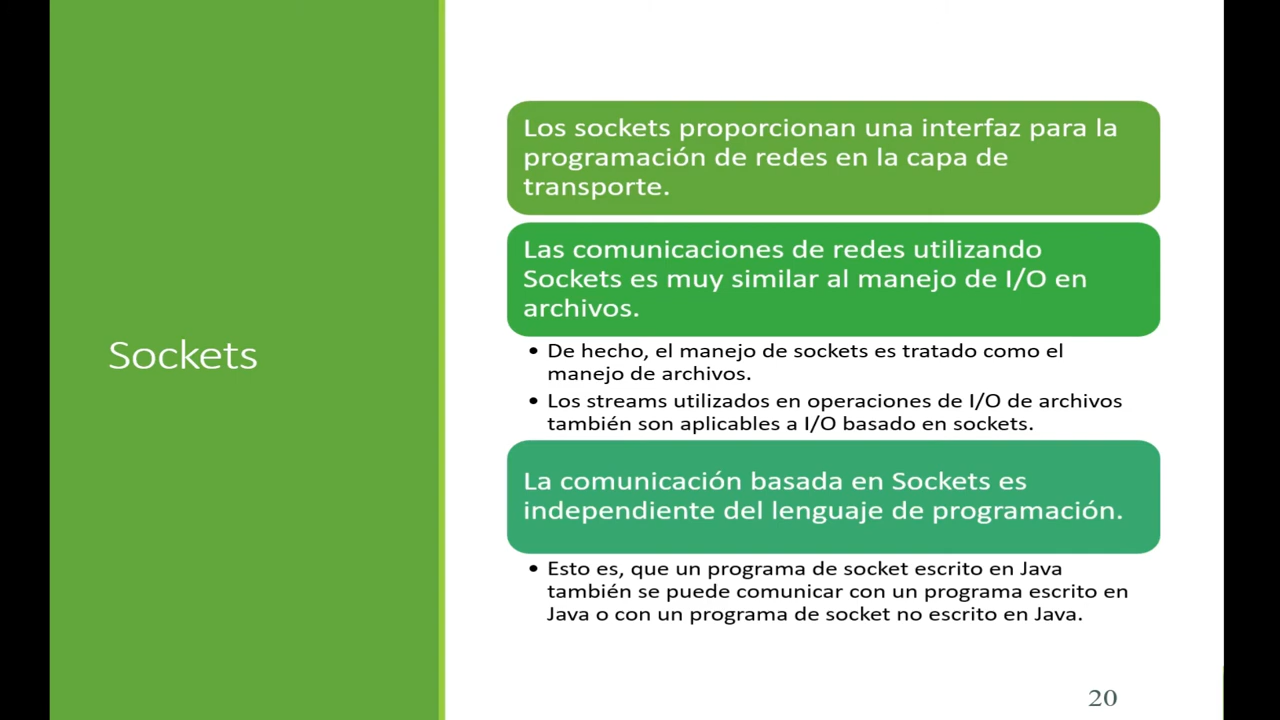 Sockets
Los sockets proporcionan una interfaz para la
programación de redes en la capa de
transporte.
Las comunicaciones de redes utilizando
Sockets es muy similar al manejo de I/O en
archivos.
• De hecho, el manejo de sockets es tratado como el
manejo de archivos.
• Los streams utilizados en operaciones de I/O de archivos
también son aplicables a I/O basado en sockets.
La comunicación basada en Sockets es
independiente del lenguaje de programación.
• Esto es, que un programa de socket escrito en Java
también se puede comunicar con un programa escrito en
Java o con un programa de socket no escrito en Java.
20